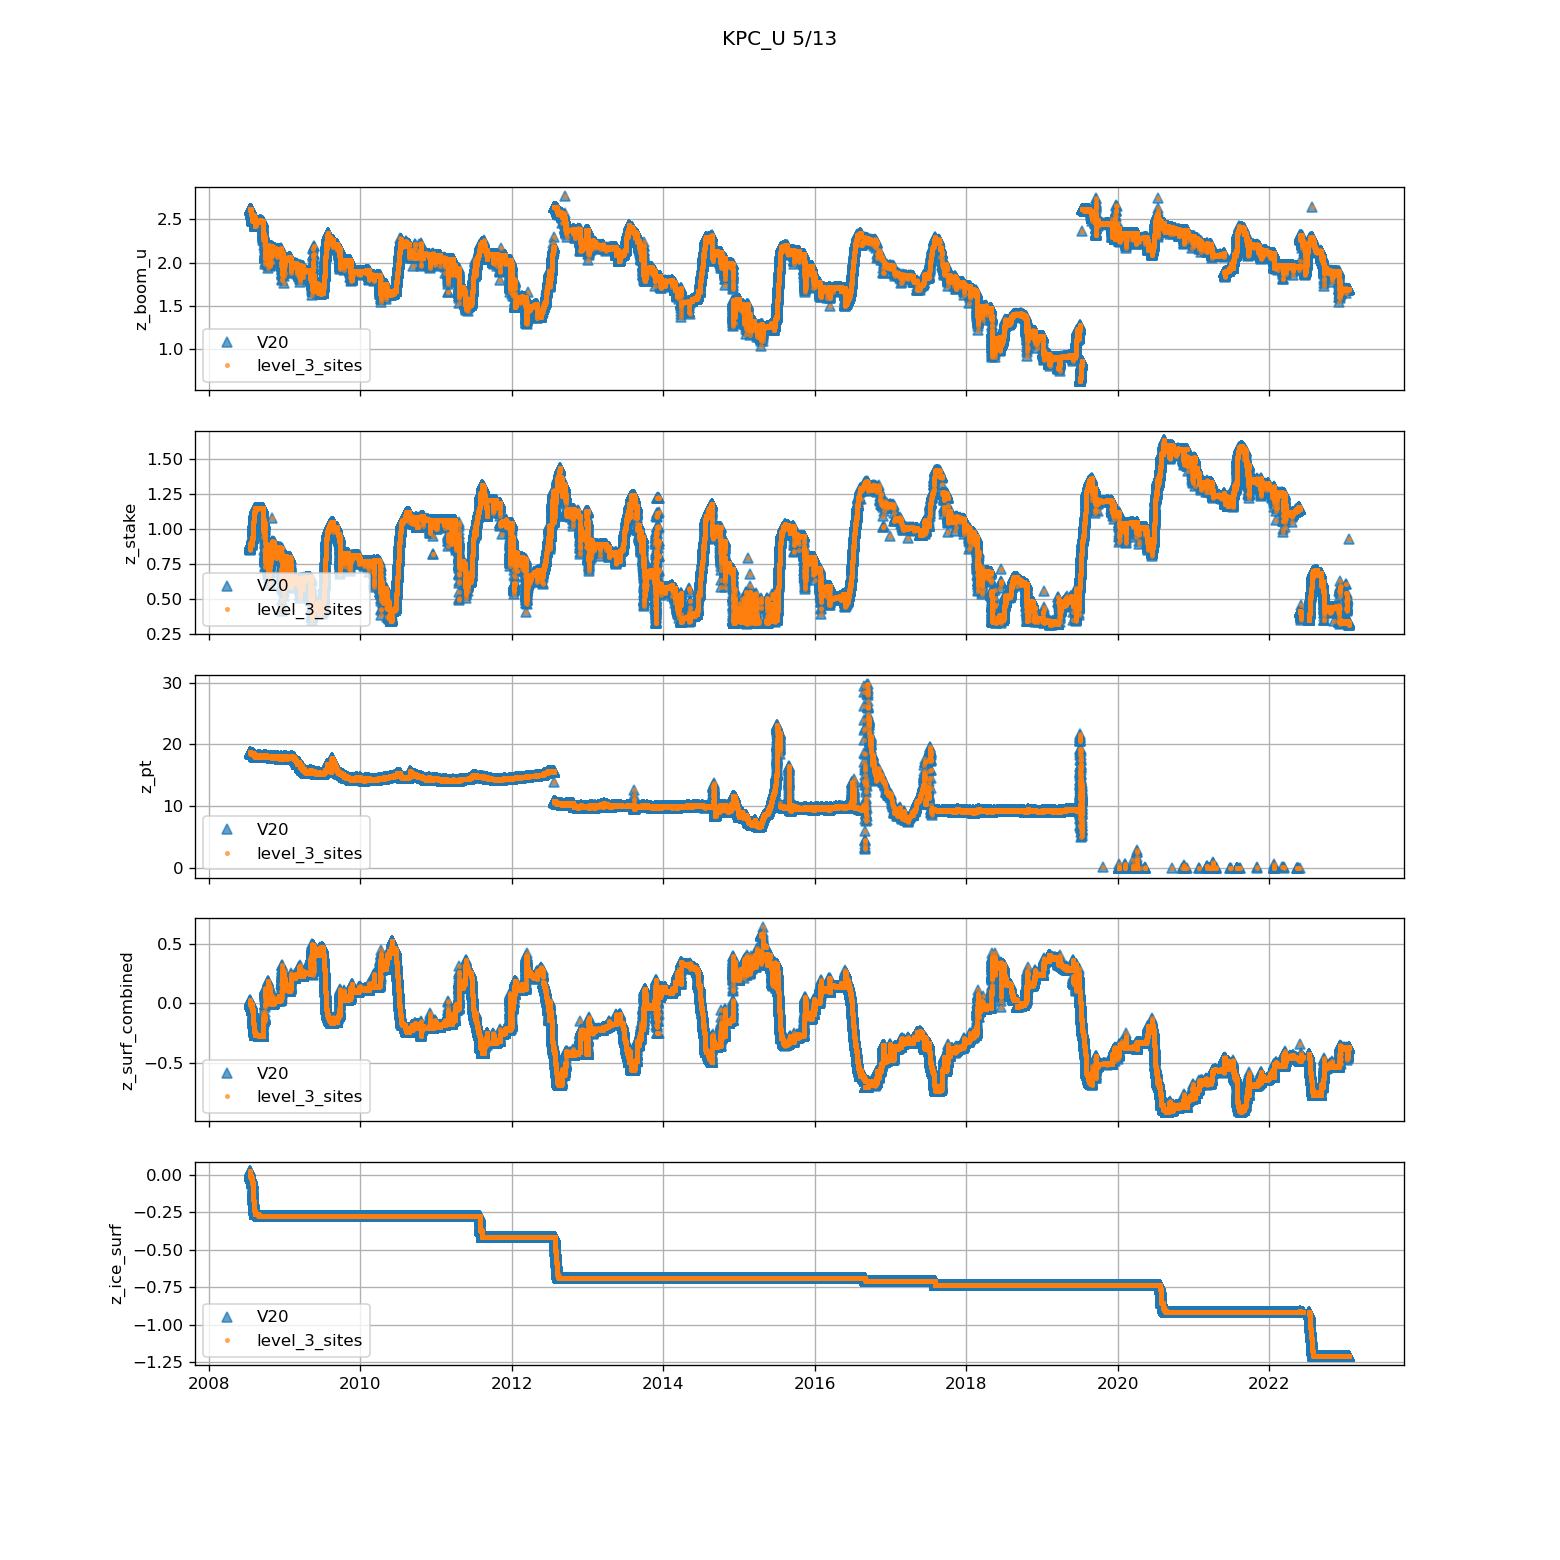 KPC_U 5/13
z_boom_u
2.5
2.0
1.5
1.0
V20
level_3_sites
z_stake
1.50
1.25
1.00
0.75
0.50
0.25
V20
level_3_sites
z_pt
30
20
10
0
V20
level_3_sites
z_surf_combined
0.5
0.0
−0.5
V20
level_3_sites
z_ice_surf
0.00
−0.25
−0.50
−0.75
−1.00
−1.25
V20
level_3_sites
2008 2010 2012 2014 2016 2018 2020 2022